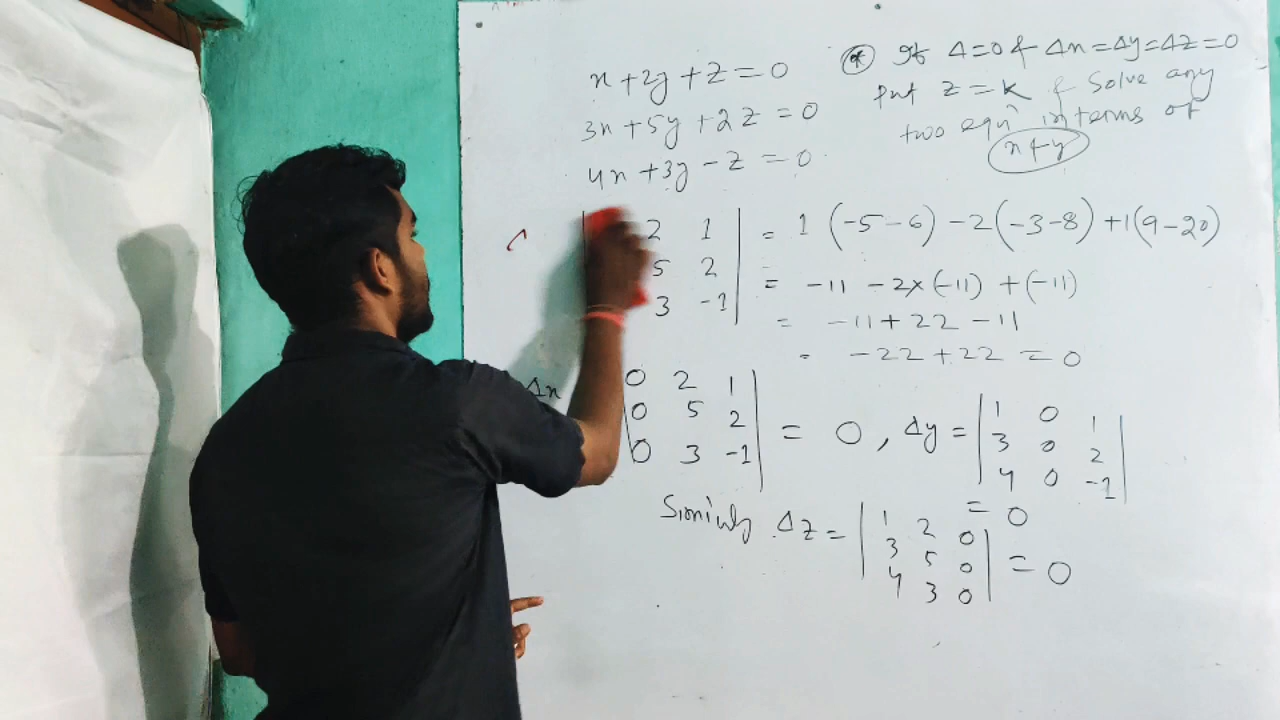 x + 2y + z = 0
3x + 5y + 2z = 0
4x + 3y - z = 0
* If Δ=0 & Δx=Δy=Δz=0
Put z = k & Solve any
two eqn in terms of
x & y
2 1 | = 1 (-5-6) -2(-3-8) +1(9-20)
5 2 = -11 -2x(-11) +(-11)
3 -1 = -11+22-11
= -22+22 = 0
Δx 0 2 1
0 5 2 | = 0, Δy = | 1 0 1
0 3 -1 3 0 2
4 0 -1
= 0
Δz = | 1 2 0
3 5 0 | = 0
4 3 0